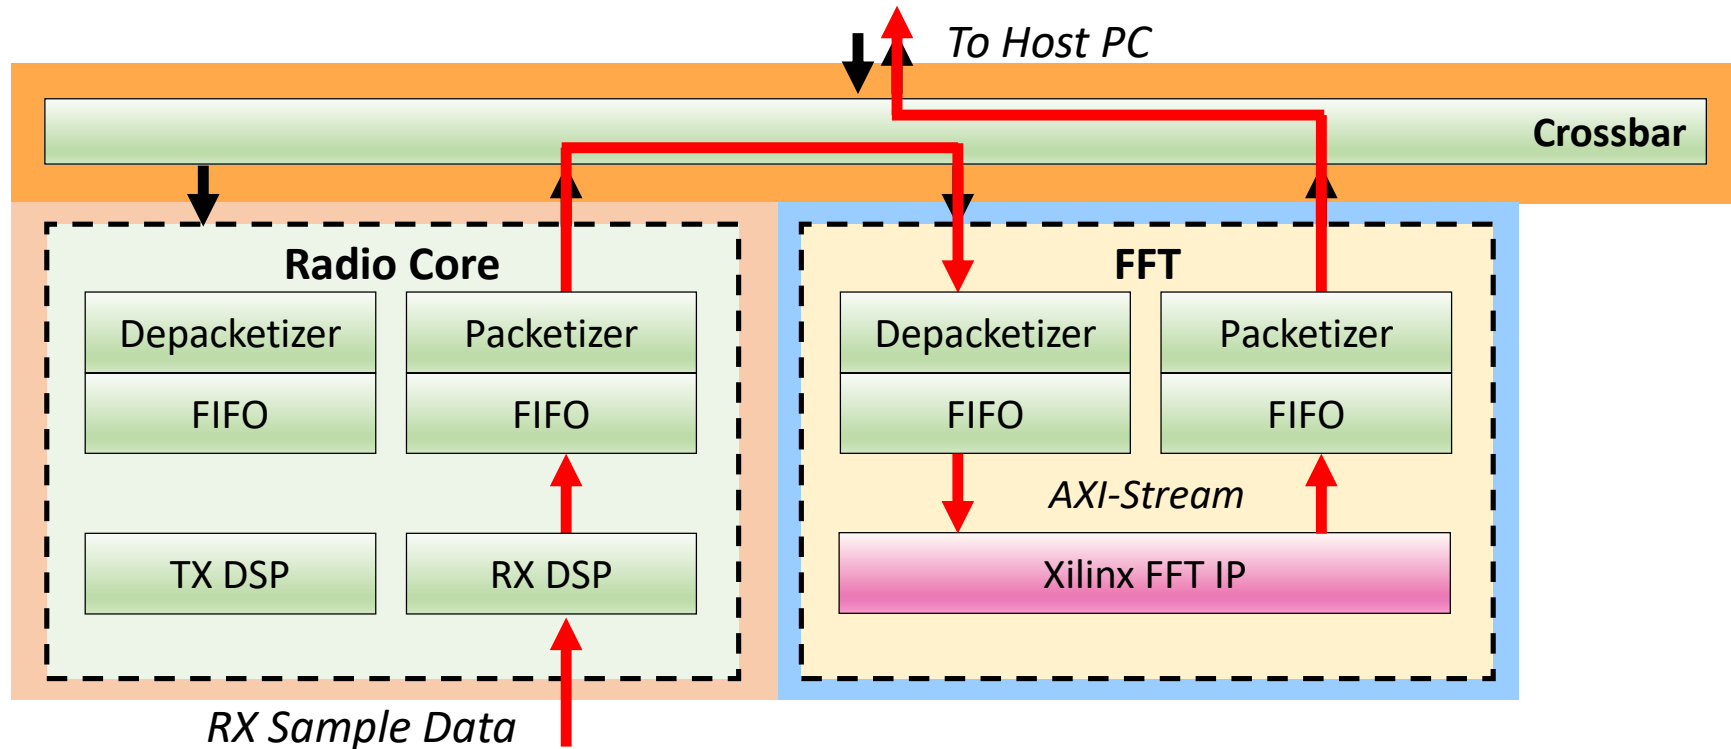 To Host PC
Crossbar
Radio Core
Depacketizer
Packetizer
FIFO
FIFO
TX DSP
RX DSP
RX Sample Data
FFT
Depacketizer
Packetizer
FIFO
FIFO
AXI-Stream
Xilinx FFT IP